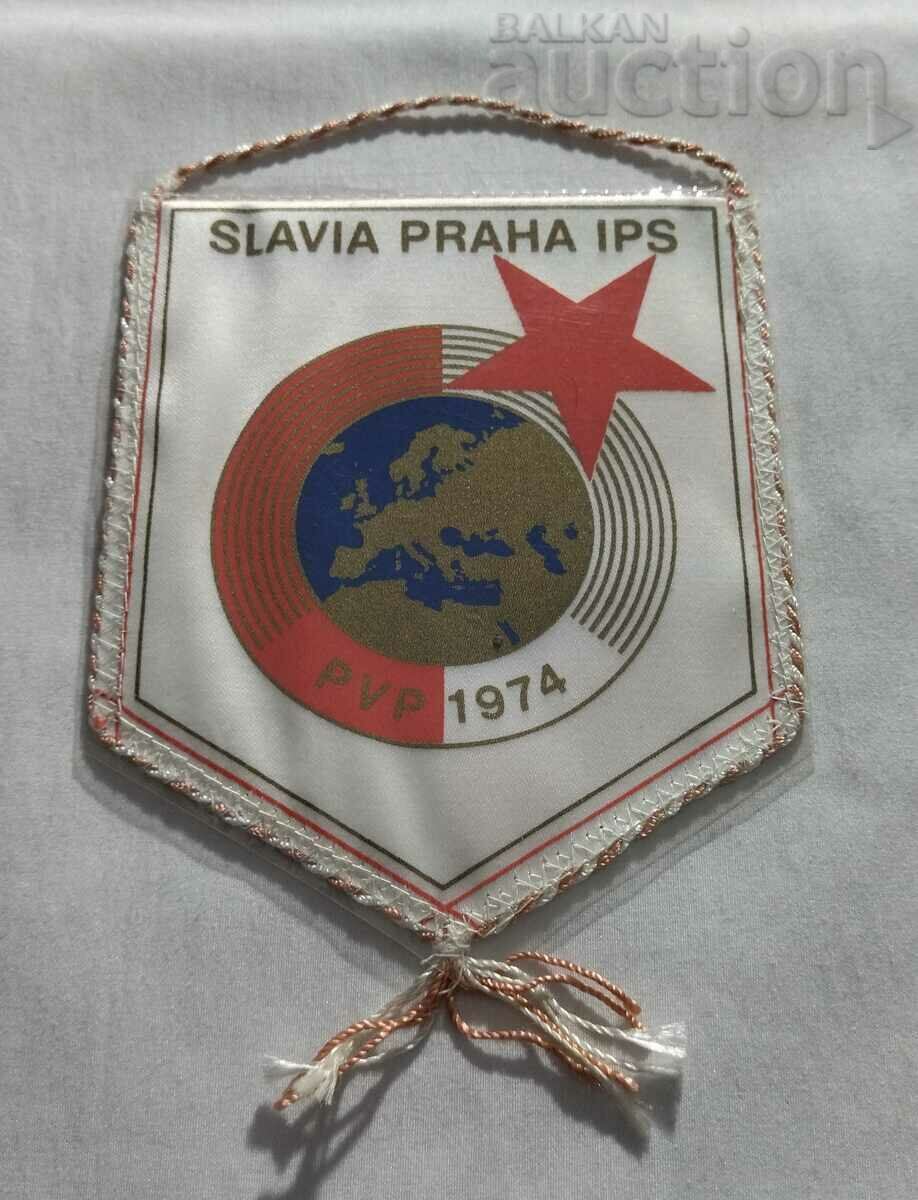 BALKAN
auction
SLAVIA PRAHA IPS
PVP 1974